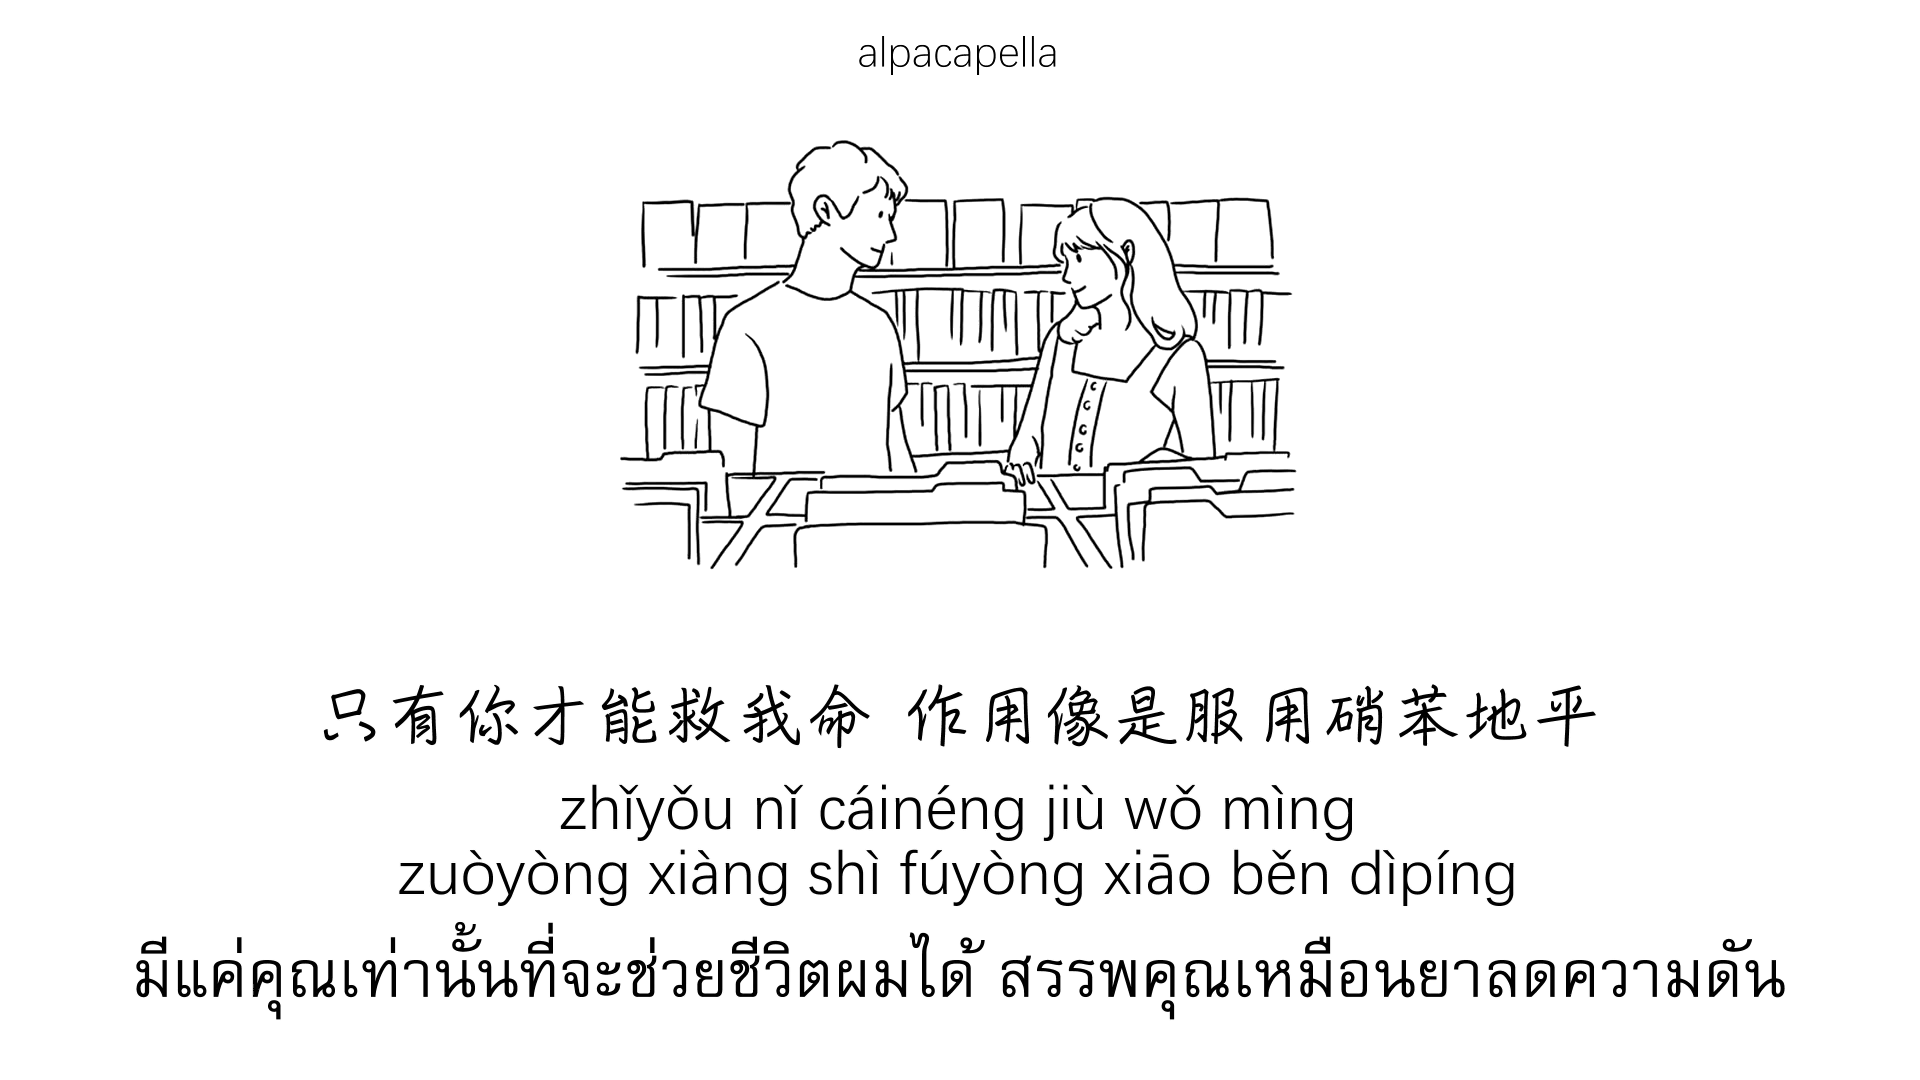 alpacapella
只有你才能救我命 作用像是服用硝苯地平
zhǐyǒu nǐ cáinéng jiù wǒ mìng
zuòyòng xiàng shì fúyòng xiāo běn dìpíng
มีแค่คุณเท่านั้นที่จะช่วยชีวิตผมได้ สรรพคุณเหมือนยาลดความดัน